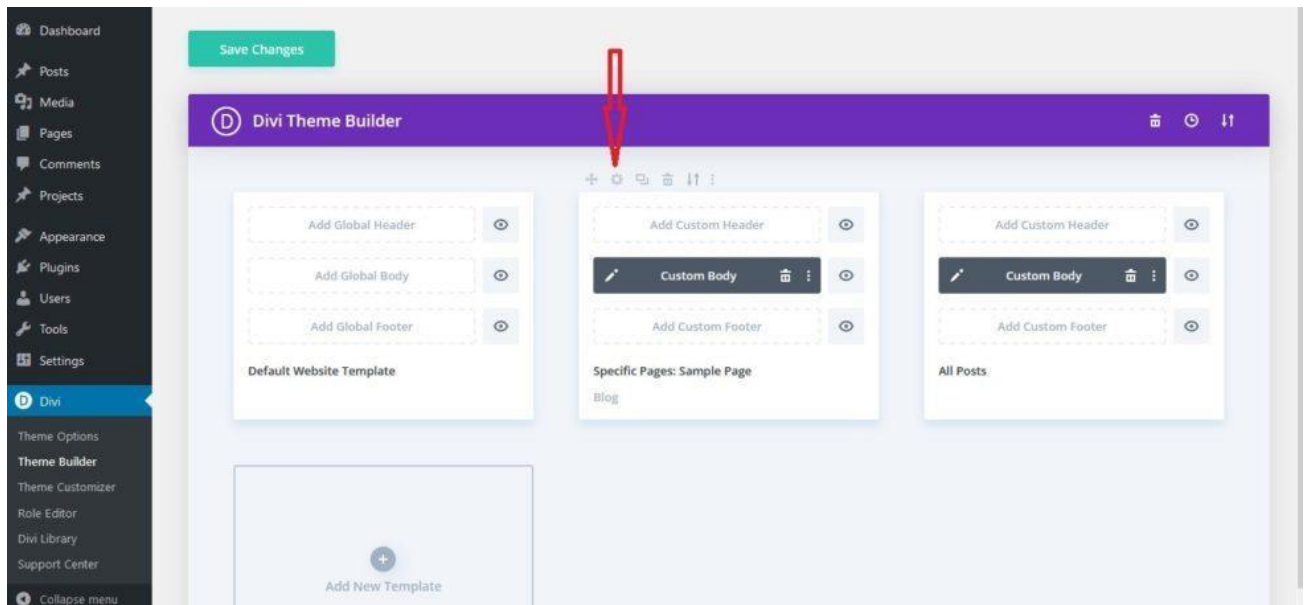 Dashboard
Posts
Media
Pages
Comments
Projects
Appearance
Plugins
Users
Tools
Settings
Divi
Theme Options
Theme Builder
Theme Customizer
Role Editor
Divi Library
Support Center
Collapse menu
Save Changes
D Divi Theme Builder
Add Global Header
Add Global Body
Add Global Footer
Default Website Template
Add Custom Header
Custom Body
Add Custom Footer
Specific Pages: Sample Page
Blog
Add Custom Header
Custom Body
Add Custom Footer
All Posts
Add New Template